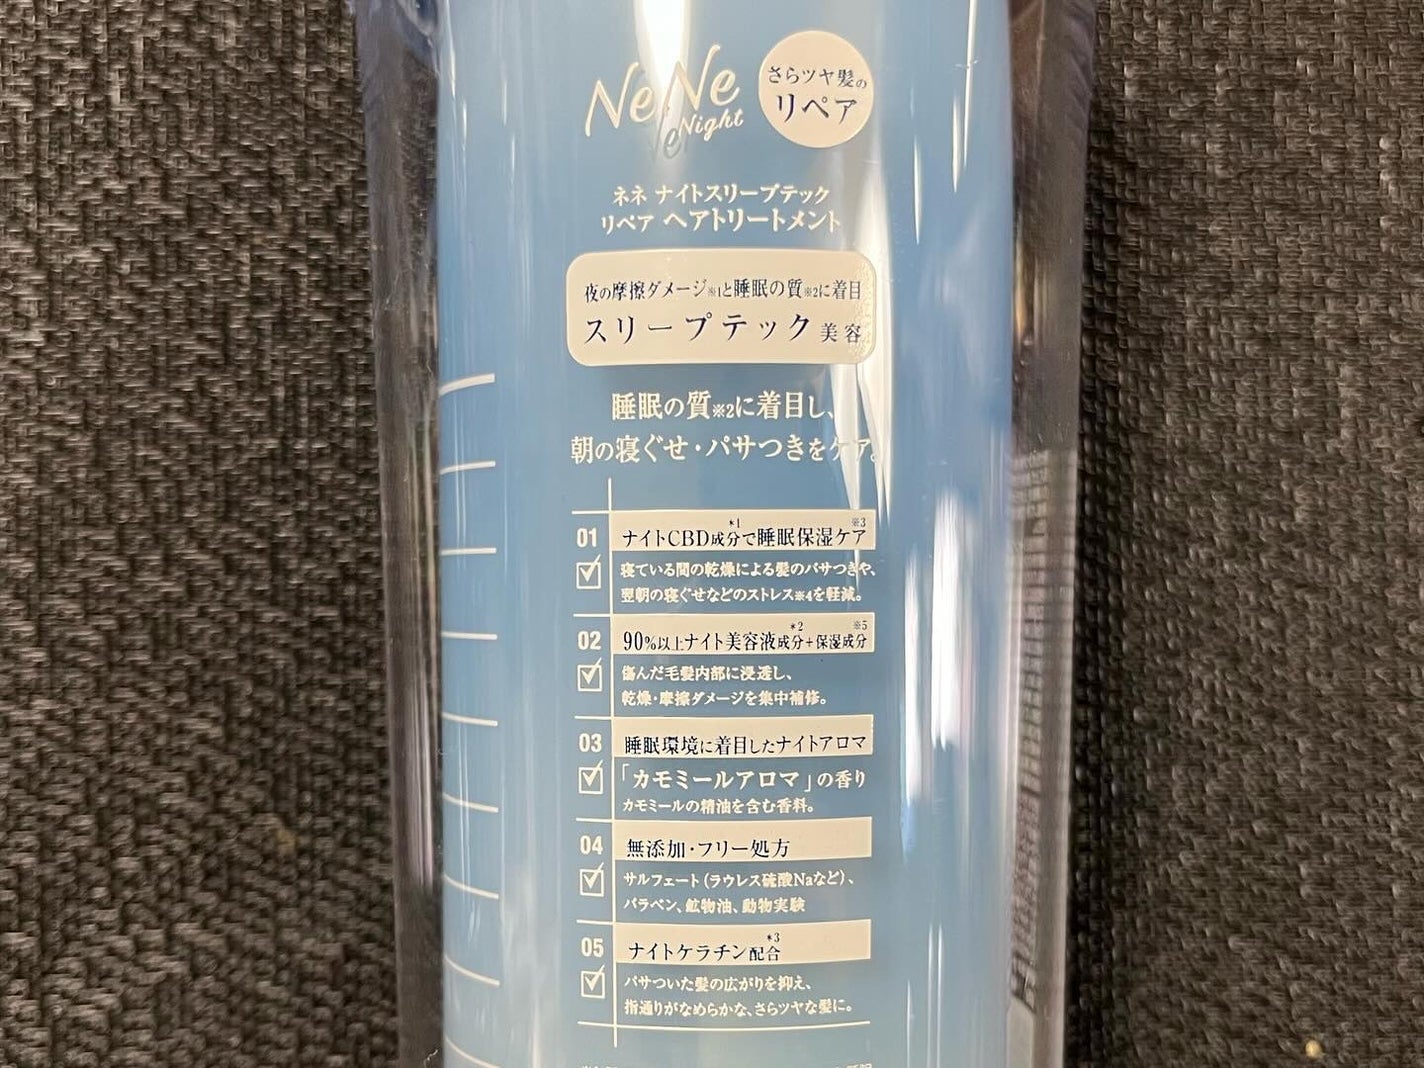 NeNe
Night
さらツヤ髪の
リペア
ネネ ナイトスリープテック
リペア ヘアトリートメント
夜の摩擦ダメージ※1と睡眠の質※2に着目
スリープテック美容
睡眠の質※2に着目し、
朝の寝ぐせ・パサつきをケア。
01 ナイトCBD成分*1で睡眠保湿ケア※3
寝ている間の乾燥による髪のパサつきや、
翌朝の寝ぐせなどのストレス※4を軽減。
02 90%以上ナイト美容液成分*2+保湿成分※5
傷んだ毛髪内部に浸透し、
乾燥・摩擦ダメージを集中補修。
03 睡眠環境に着目したナイトアロマ
「カモミールアロマ」の香り
カモミールの精油を含む香料。
04 無添加・フリー処方
サルフェート(ラウレス硫酸Naなど)、
パラベン、鉱物油、動物実験
05 ナイトケラチン配合*3
パサついた髪の広がりを抑え、
指通りがなめらかな、さらツヤな髪に。